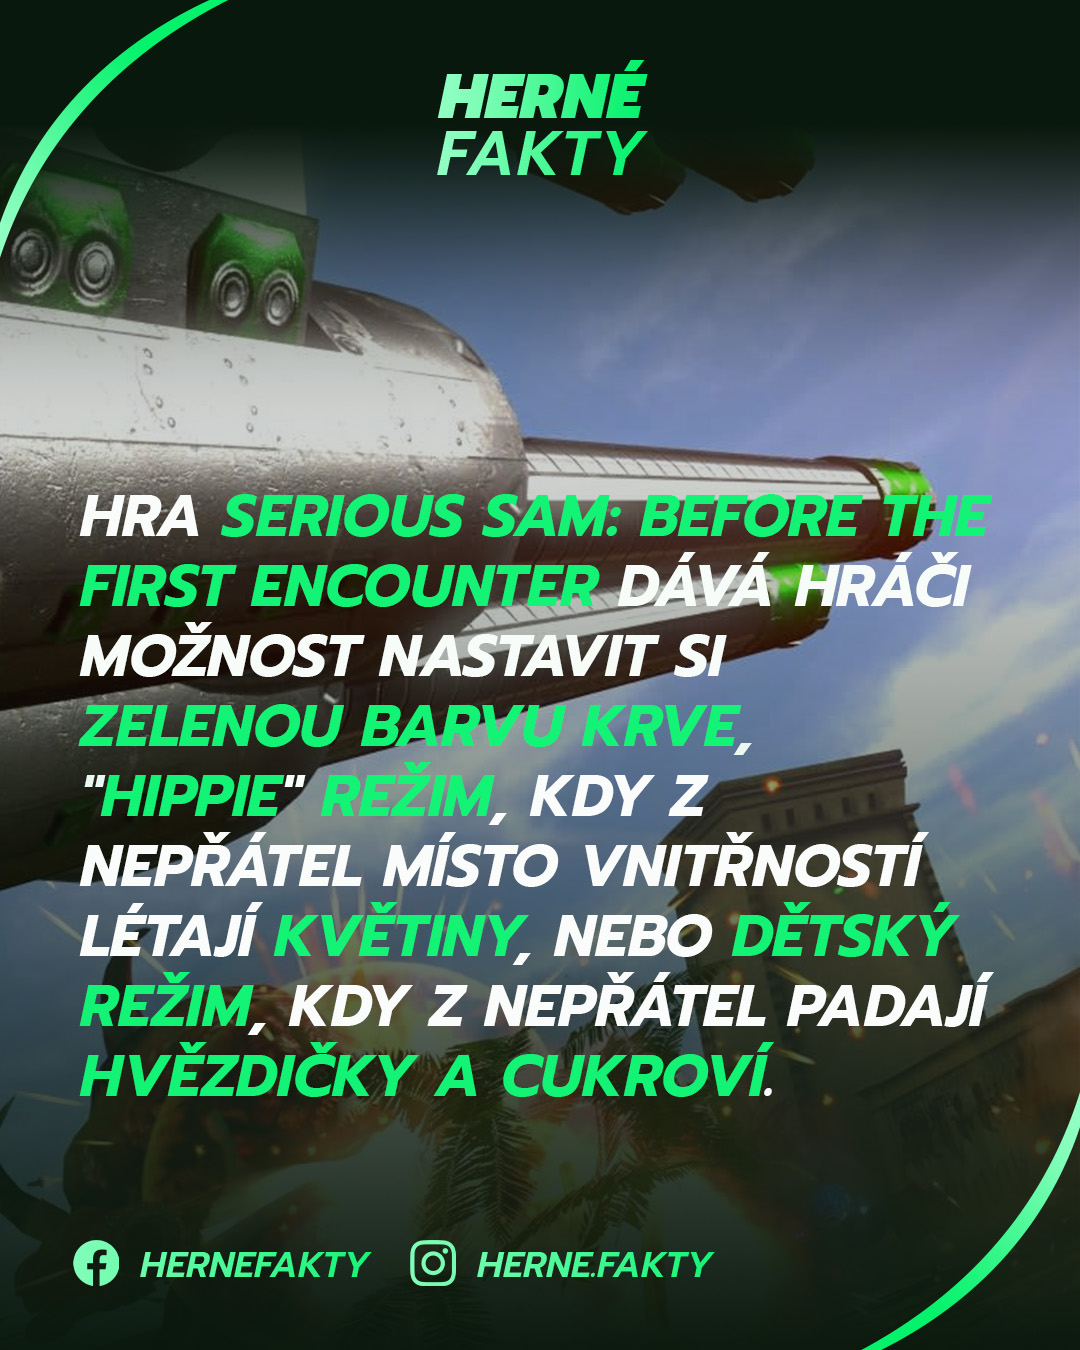 HERNÉ
FAKTY
HRA SERIOUS SAM: BEFORE THE
FIRST ENCOUNTER DÁVÁ HRÁČI
MOŽNOST NASTAVIT SI
ZELENOU BARVU KRVE,
"HIPPIE" REŽIM, KDY Z
NEPŘÁTEL MÍSTO VNITŘNOSTÍ
LÉTAJÍ KVĚTINY, NEBO DĚTSKÝ
REŽIM, KDY Z NEPŘÁTEL PADAJÍ
HVĚZDIČKY A CUKROVÍ.
HERNEFAKTY HERNE.FAKTY